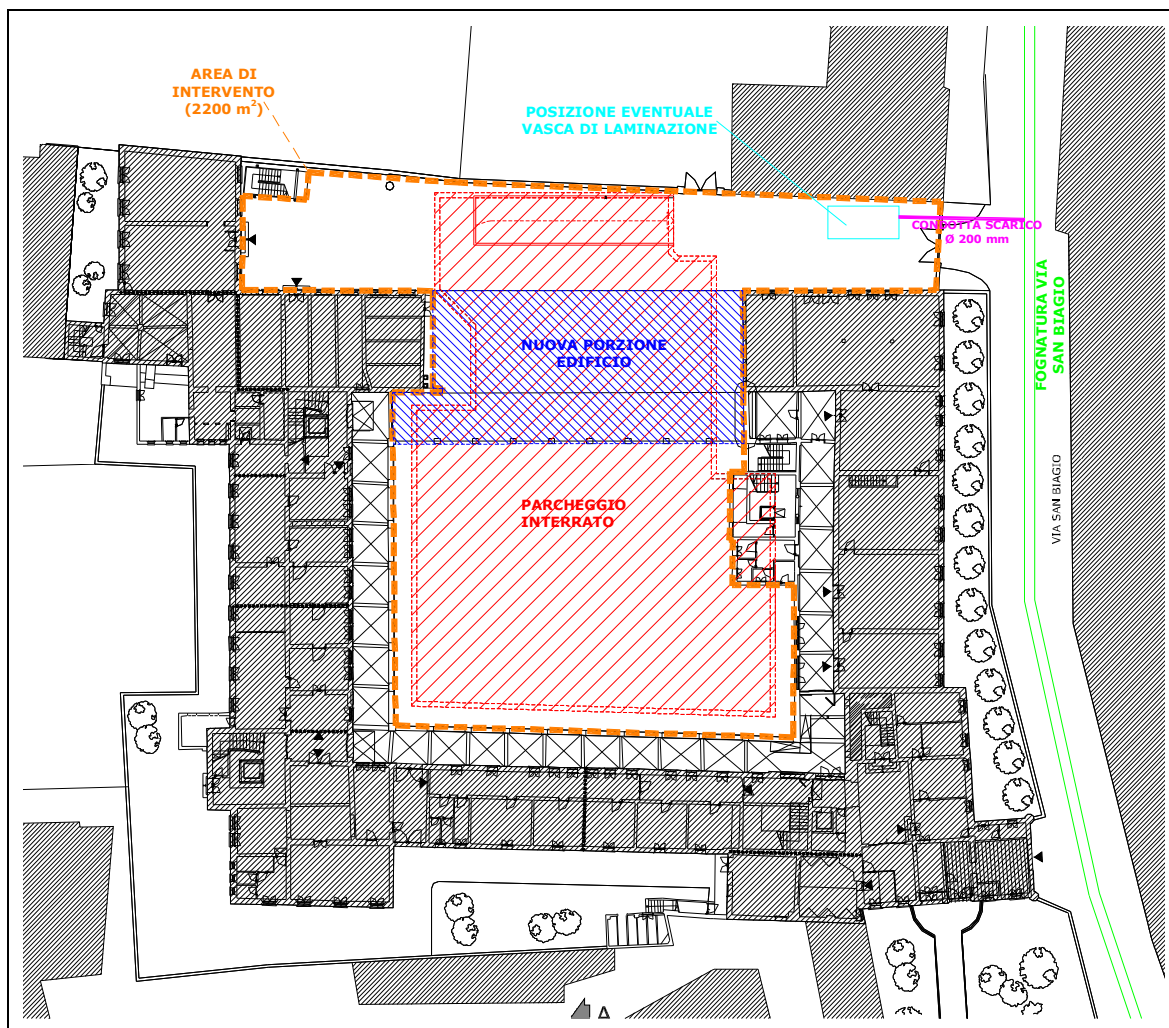 AREA DI
INTERVENTO
(2200 m²)
POSIZIONE EVENTUALE
VASCA DI LAMINAZIONE
CONDOTTA SCARICO
Ø 200 mm
FOGNATURA VIA
SAN BIAGIO
NUOVA PORZIONE
EDIFICIO
VIA SAN BIAGIO
PARCHEGGIO
INTERRATO
A